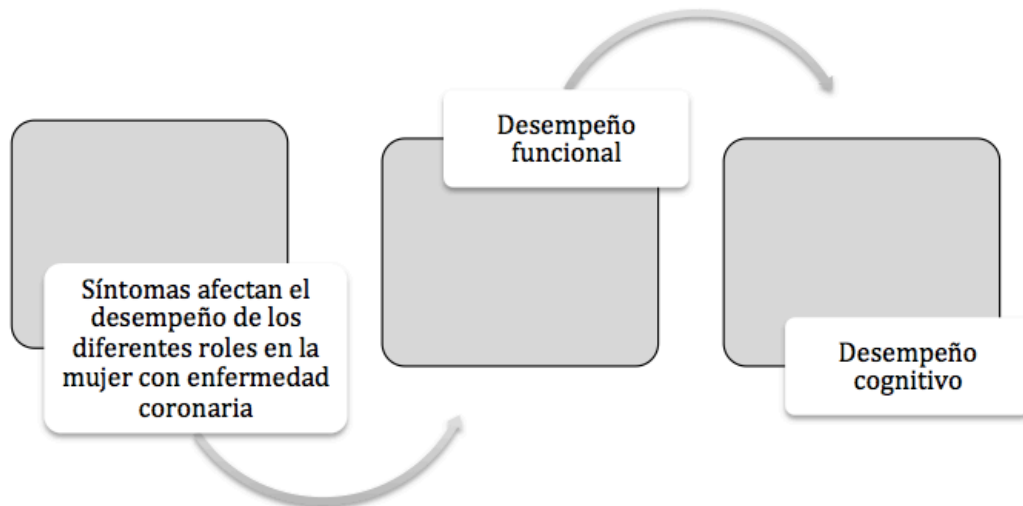 Síntomas afectan el
desempeño de los
diferentes roles en la
mujer con enfermedad
coronaria
Desempeño
funcional
Desempeño
cognitivo